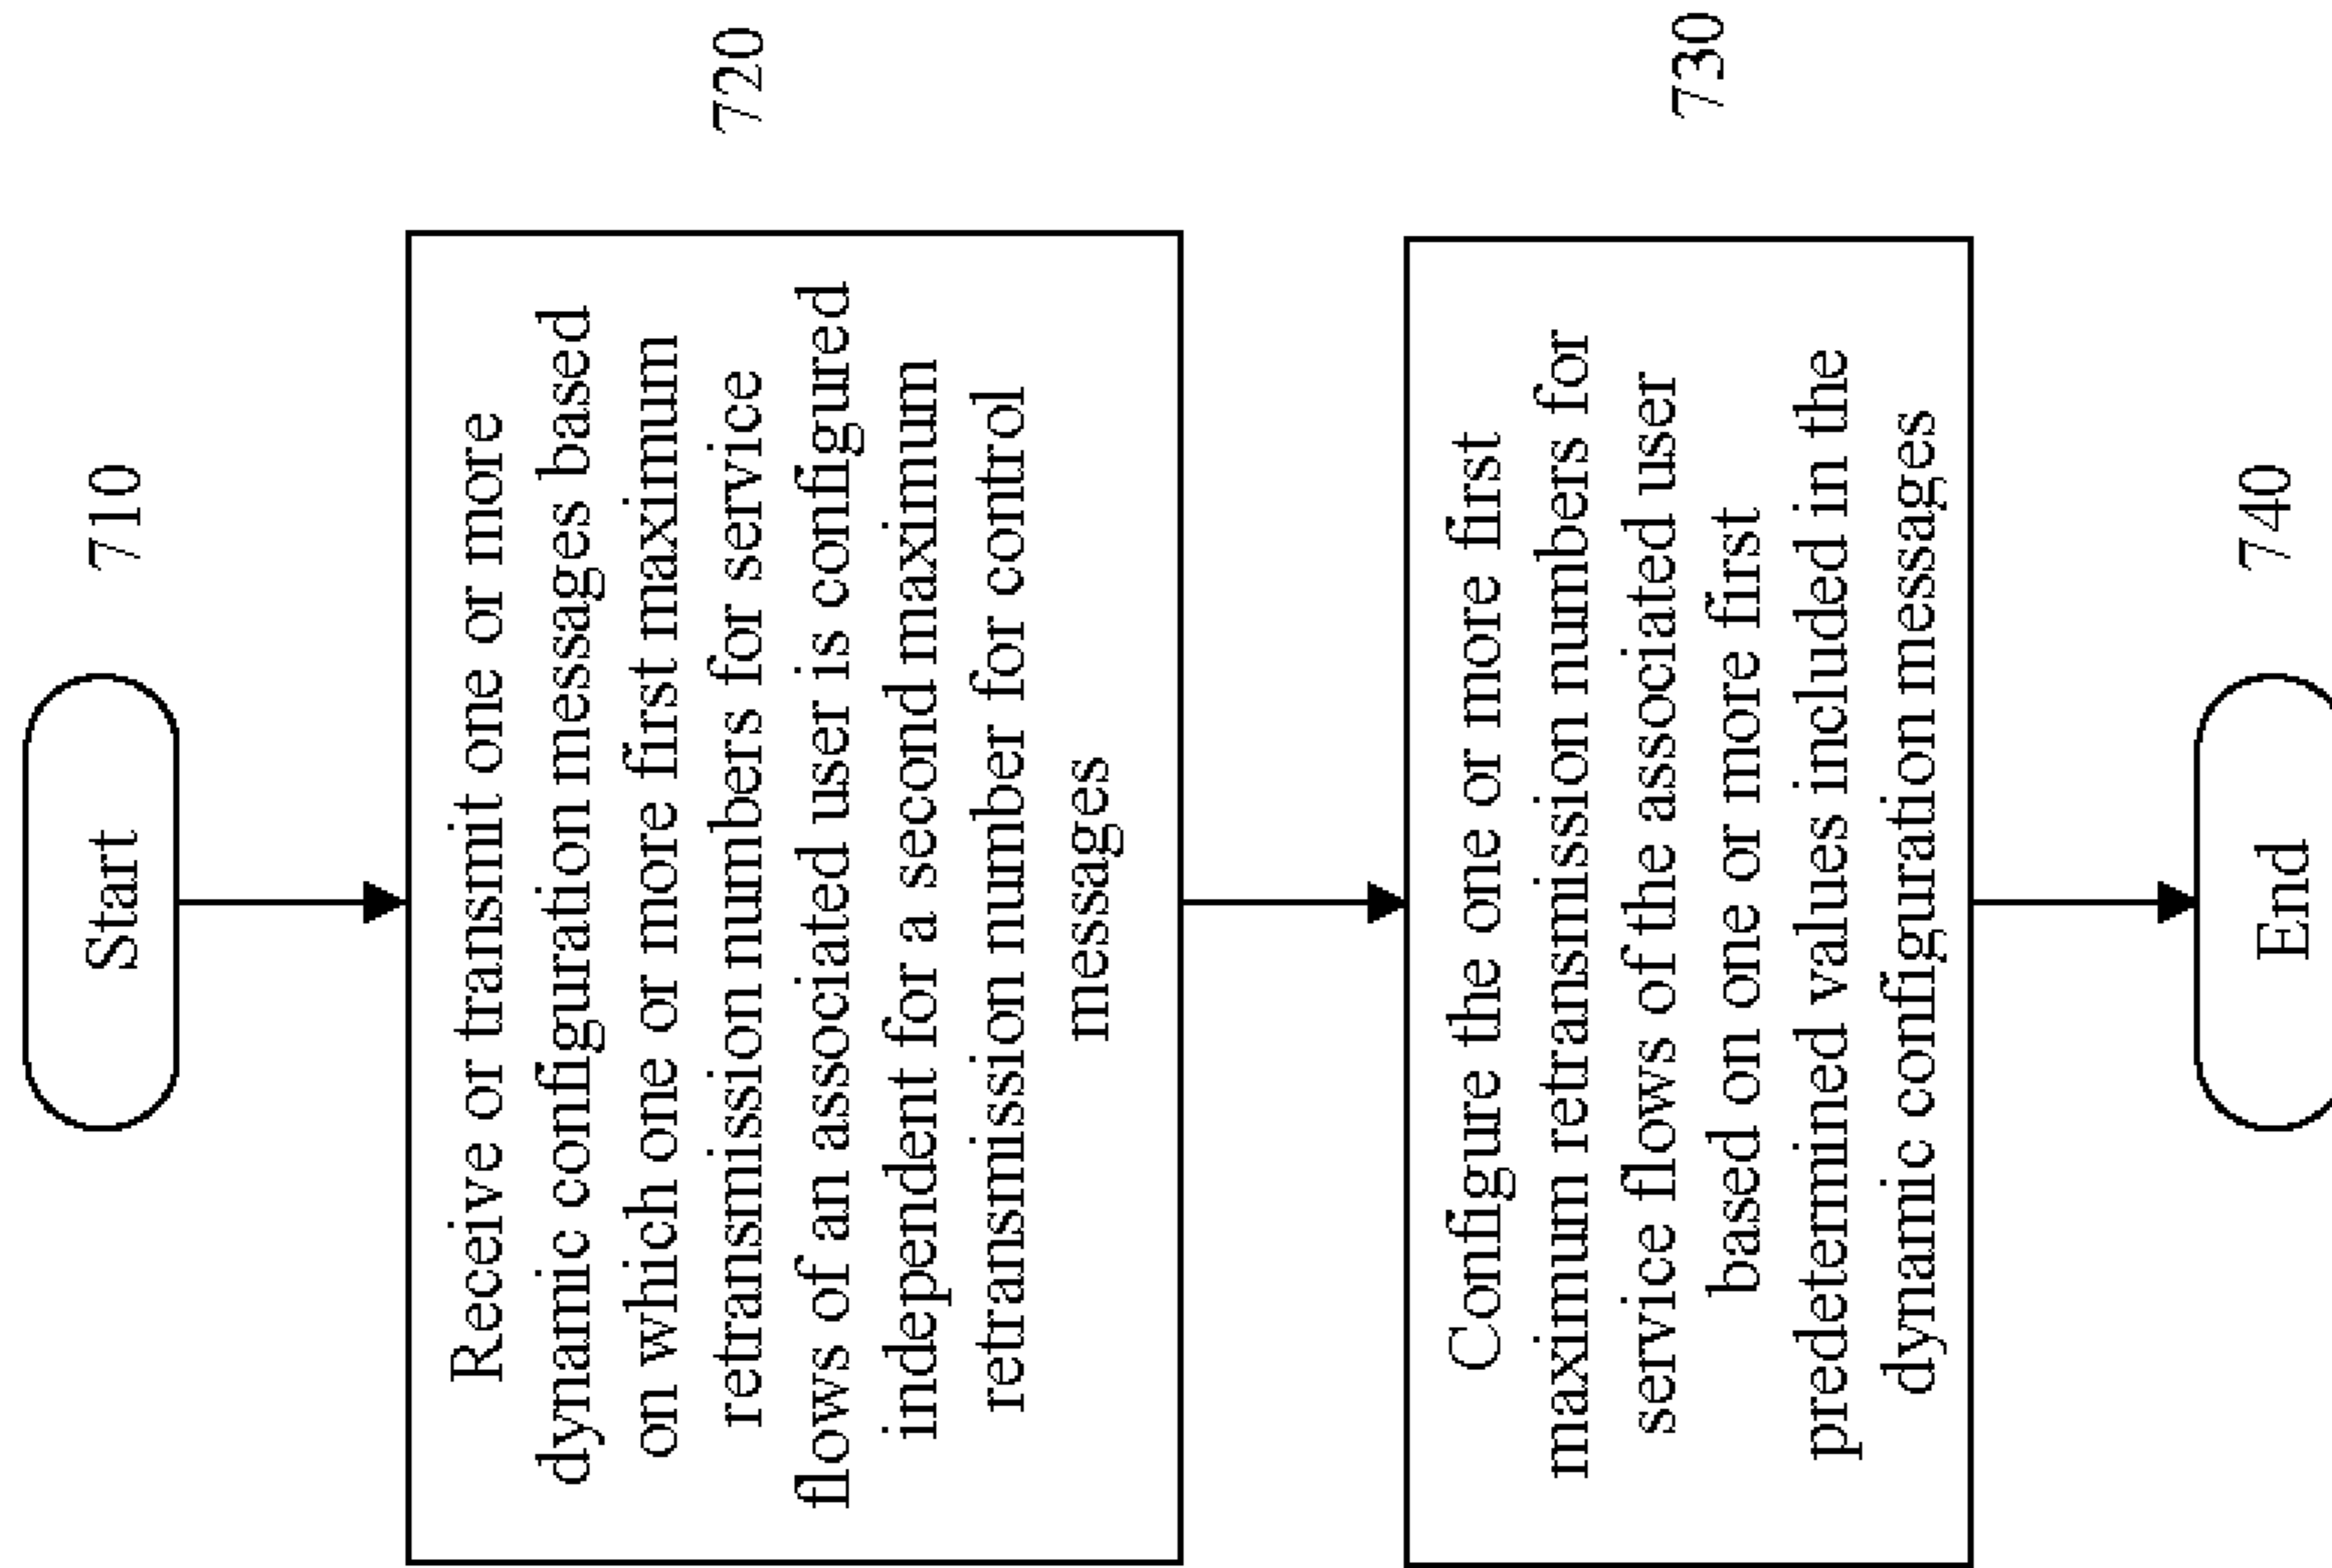 Start
710
Receive or transmit one or more
dynamic configuration messages based
on which one or more first maximum
retransmission numbers for service
flows of an associated user is configured
independent for a second maximum
retransmission number for control
messages
720
Configure the one or more first
maximum retransmission numbers for
service flows of the associated user
based on one or more first
predetermined values included in the
dynamic configuration messages
730
End
740